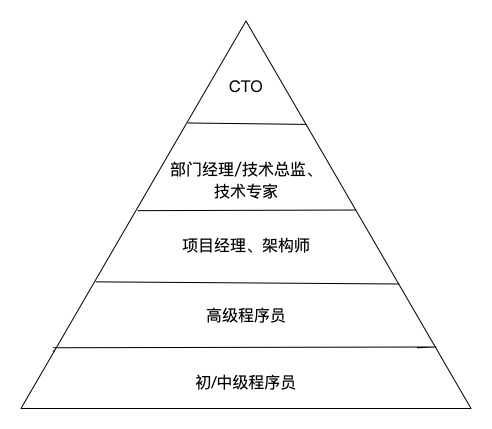 CTO
部门经理/技术总监、
技术专家
项目经理、架构师
高级程序员
初/中级程序员